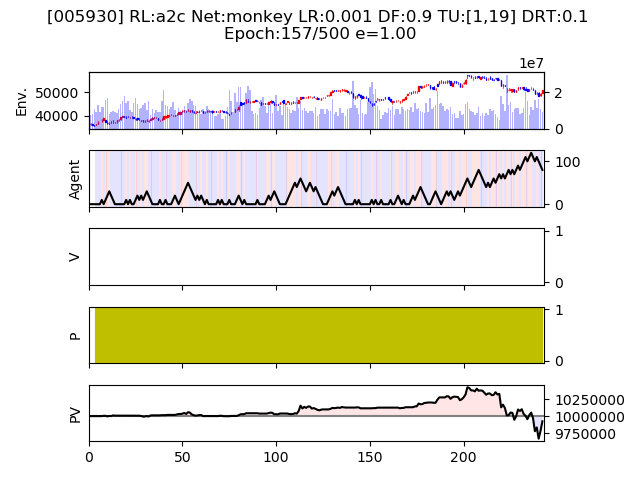 [005930] RL:a2c Net:monkey LR:0.001 DF:0.9 TU:[1,19] DRT:0.1
Epoch:157/500 e=1.00
1e7
Env.
50000
40000
2
0
Agent
100
0
V
1
0
P
1
0
PV
10250000
10000000
9750000
0 50 100 150 200